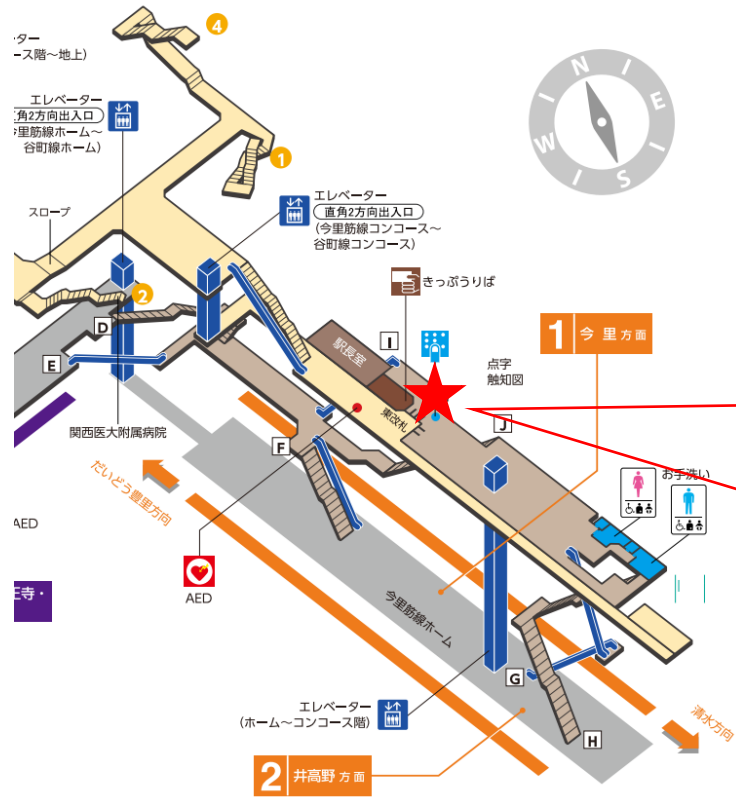 4
ター
ース階～地上)
エレベーター
角2方向出入口
今里筋線ホーム～
谷町線ホーム)
1
N
E
S
W
エレベーター
直角2方向出入口
(今里筋線コンコース～
谷町線コンコース)
スロープ
2
きっぷうりば
D
E
I
駅長室
1 今里方面
点字
触知図
東改札
J
関西医大附属病院
F
お手洗い
だいどう豊里方向
AED
AED
王寺・
今里筋線ホーム
G
エレベーター
(ホーム～コンコース階)
清水方向
H
2 井高野方面